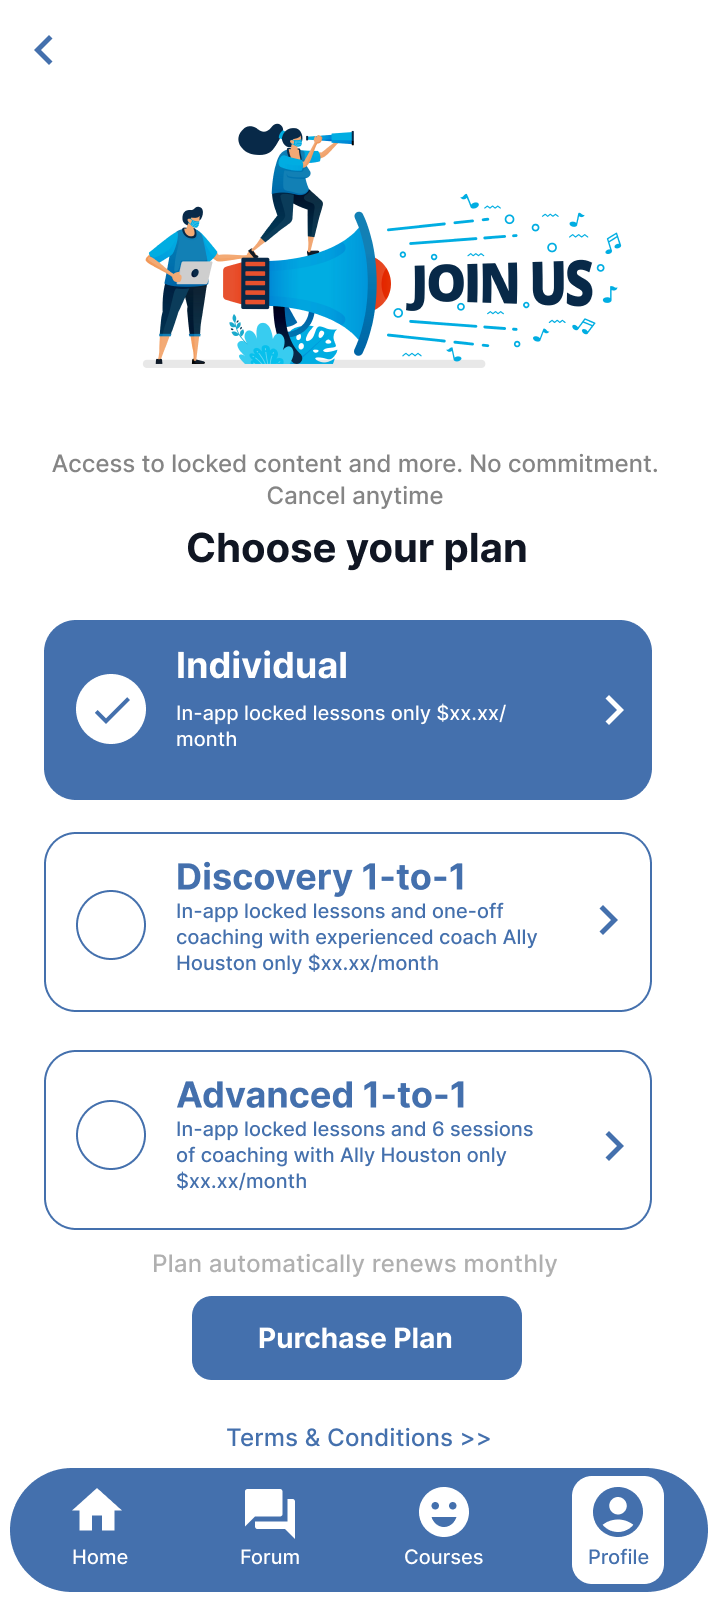 JOIN US
Access to locked content and more. No commitment.
Cancel anytime
Choose your plan
Individual
In-app locked lessons only $xx.xx/
month
Discovery 1-to-1
In-app locked lessons and one-off
coaching with experienced coach Ally
Houston only $xx.xx/month
Advanced 1-to-1
In-app locked lessons and 6 sessions
of coaching with Ally Houston only
$xx.xx/month
Plan automatically renews monthly
Purchase Plan
Terms & Conditions >>
Home
Forum
Courses
Profile